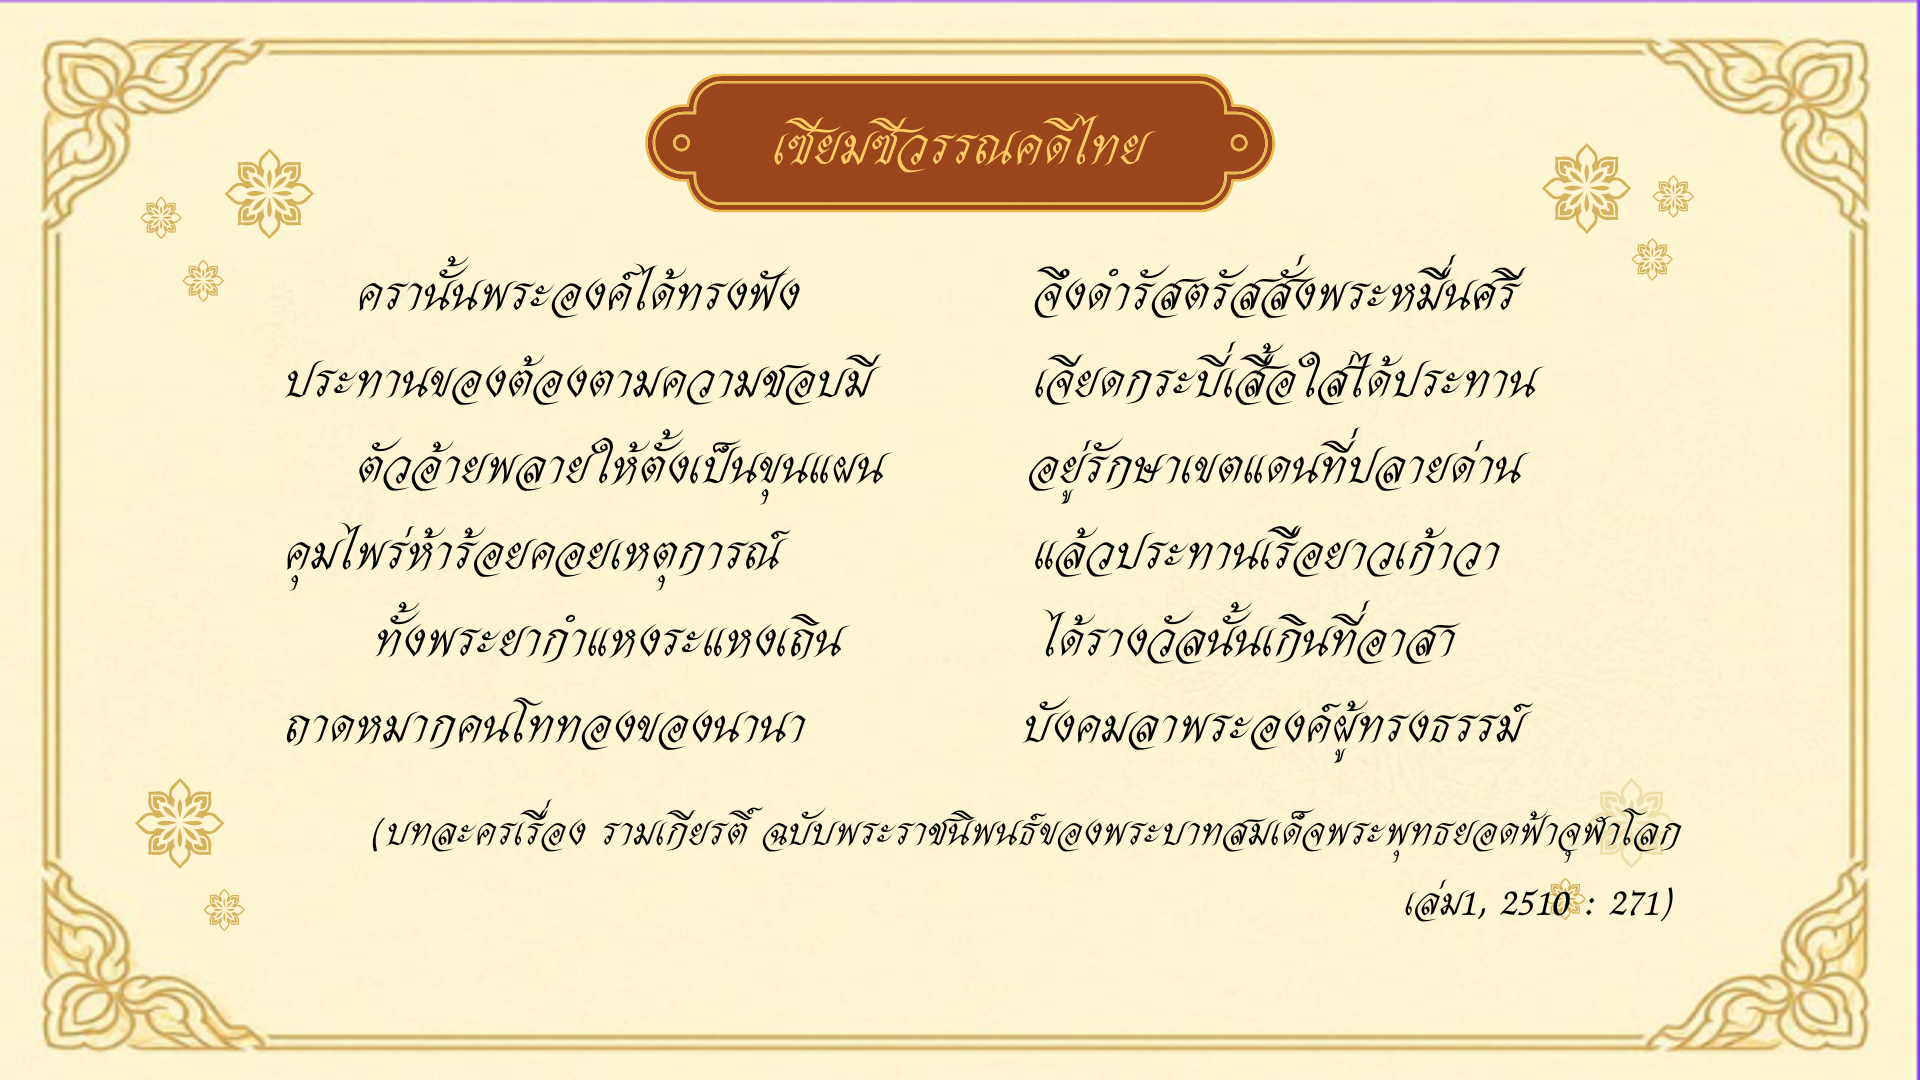 เซียมซีวรรณคดีไทย
ครานั้นพระองค์ได้ทรงฟัง จึงดำรัสตรัสสั่งพระหมื่นศรี
ประทานของต้องตามความชอบมี เจียดกระบี่เสื้อใส่ได้ประทาน
ตัวอ้ายพลายให้ตั้งเป็นขุนแผน อยู่รักษาเขตแดนที่ปลายด่าน
คุมไพร่ห้าร้อยคอยเหตุการณ์ แล้วประทานเรือยาวเก้าวา
ทั้งพระยากำแหงระแหงเถิน ได้รางวัลนั้นเกินที่อาสา
ถาดหมากคนโททองของนานา บังคมลาพระองค์ผู้ทรงธรรม์
(บทละครเรื่อง รามเกียรติ์ ฉบับพระราชนิพนธ์ของพระบาทสมเด็จพระพุทธยอดฟ้าจุฬาโลก
เล่ม1, 2510 : 271)